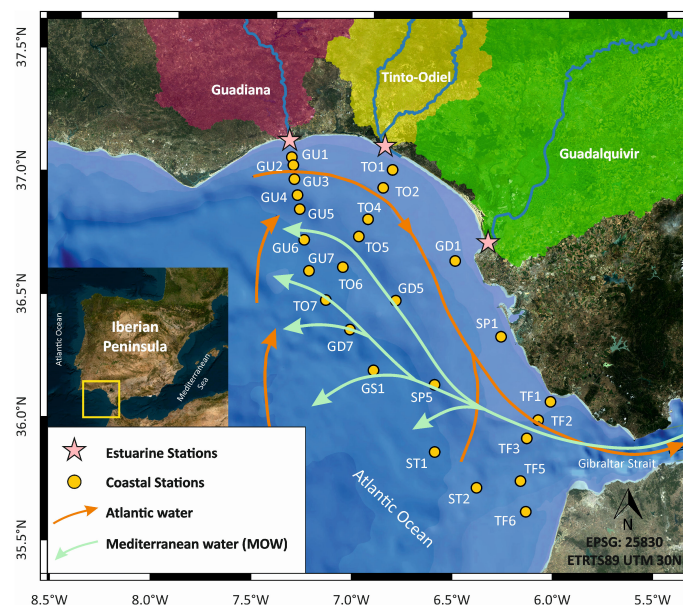 37.5°N
37.0°N
36.5°N
36.0°N
35.5°N
Guadiana
Tinto-Odiel
Guadalquivir
GU1
GU2
GU3
GU4
GU5
GU6
GU7
TO1
TO2
TO4
TO5
TO6
TO7
GD1
GD5
GD7
GS1
SP1
SP5
TF1
TF2
TF3
TF5
TF6
ST1
ST2
Gibraltar Strait
Atlantic Ocean
Iberian
Peninsula
Atlantic Ocean
Mediterranean
Sea
Estuarine Stations
Coastal Stations
Atlantic water
Mediterranean water (MOW)
N
EPSG: 25830
ETRTS89 UTM 30N
8.5°W
8.0°W
7.5°W
7.0°W
6.5°W
6.0°W
5.5°W